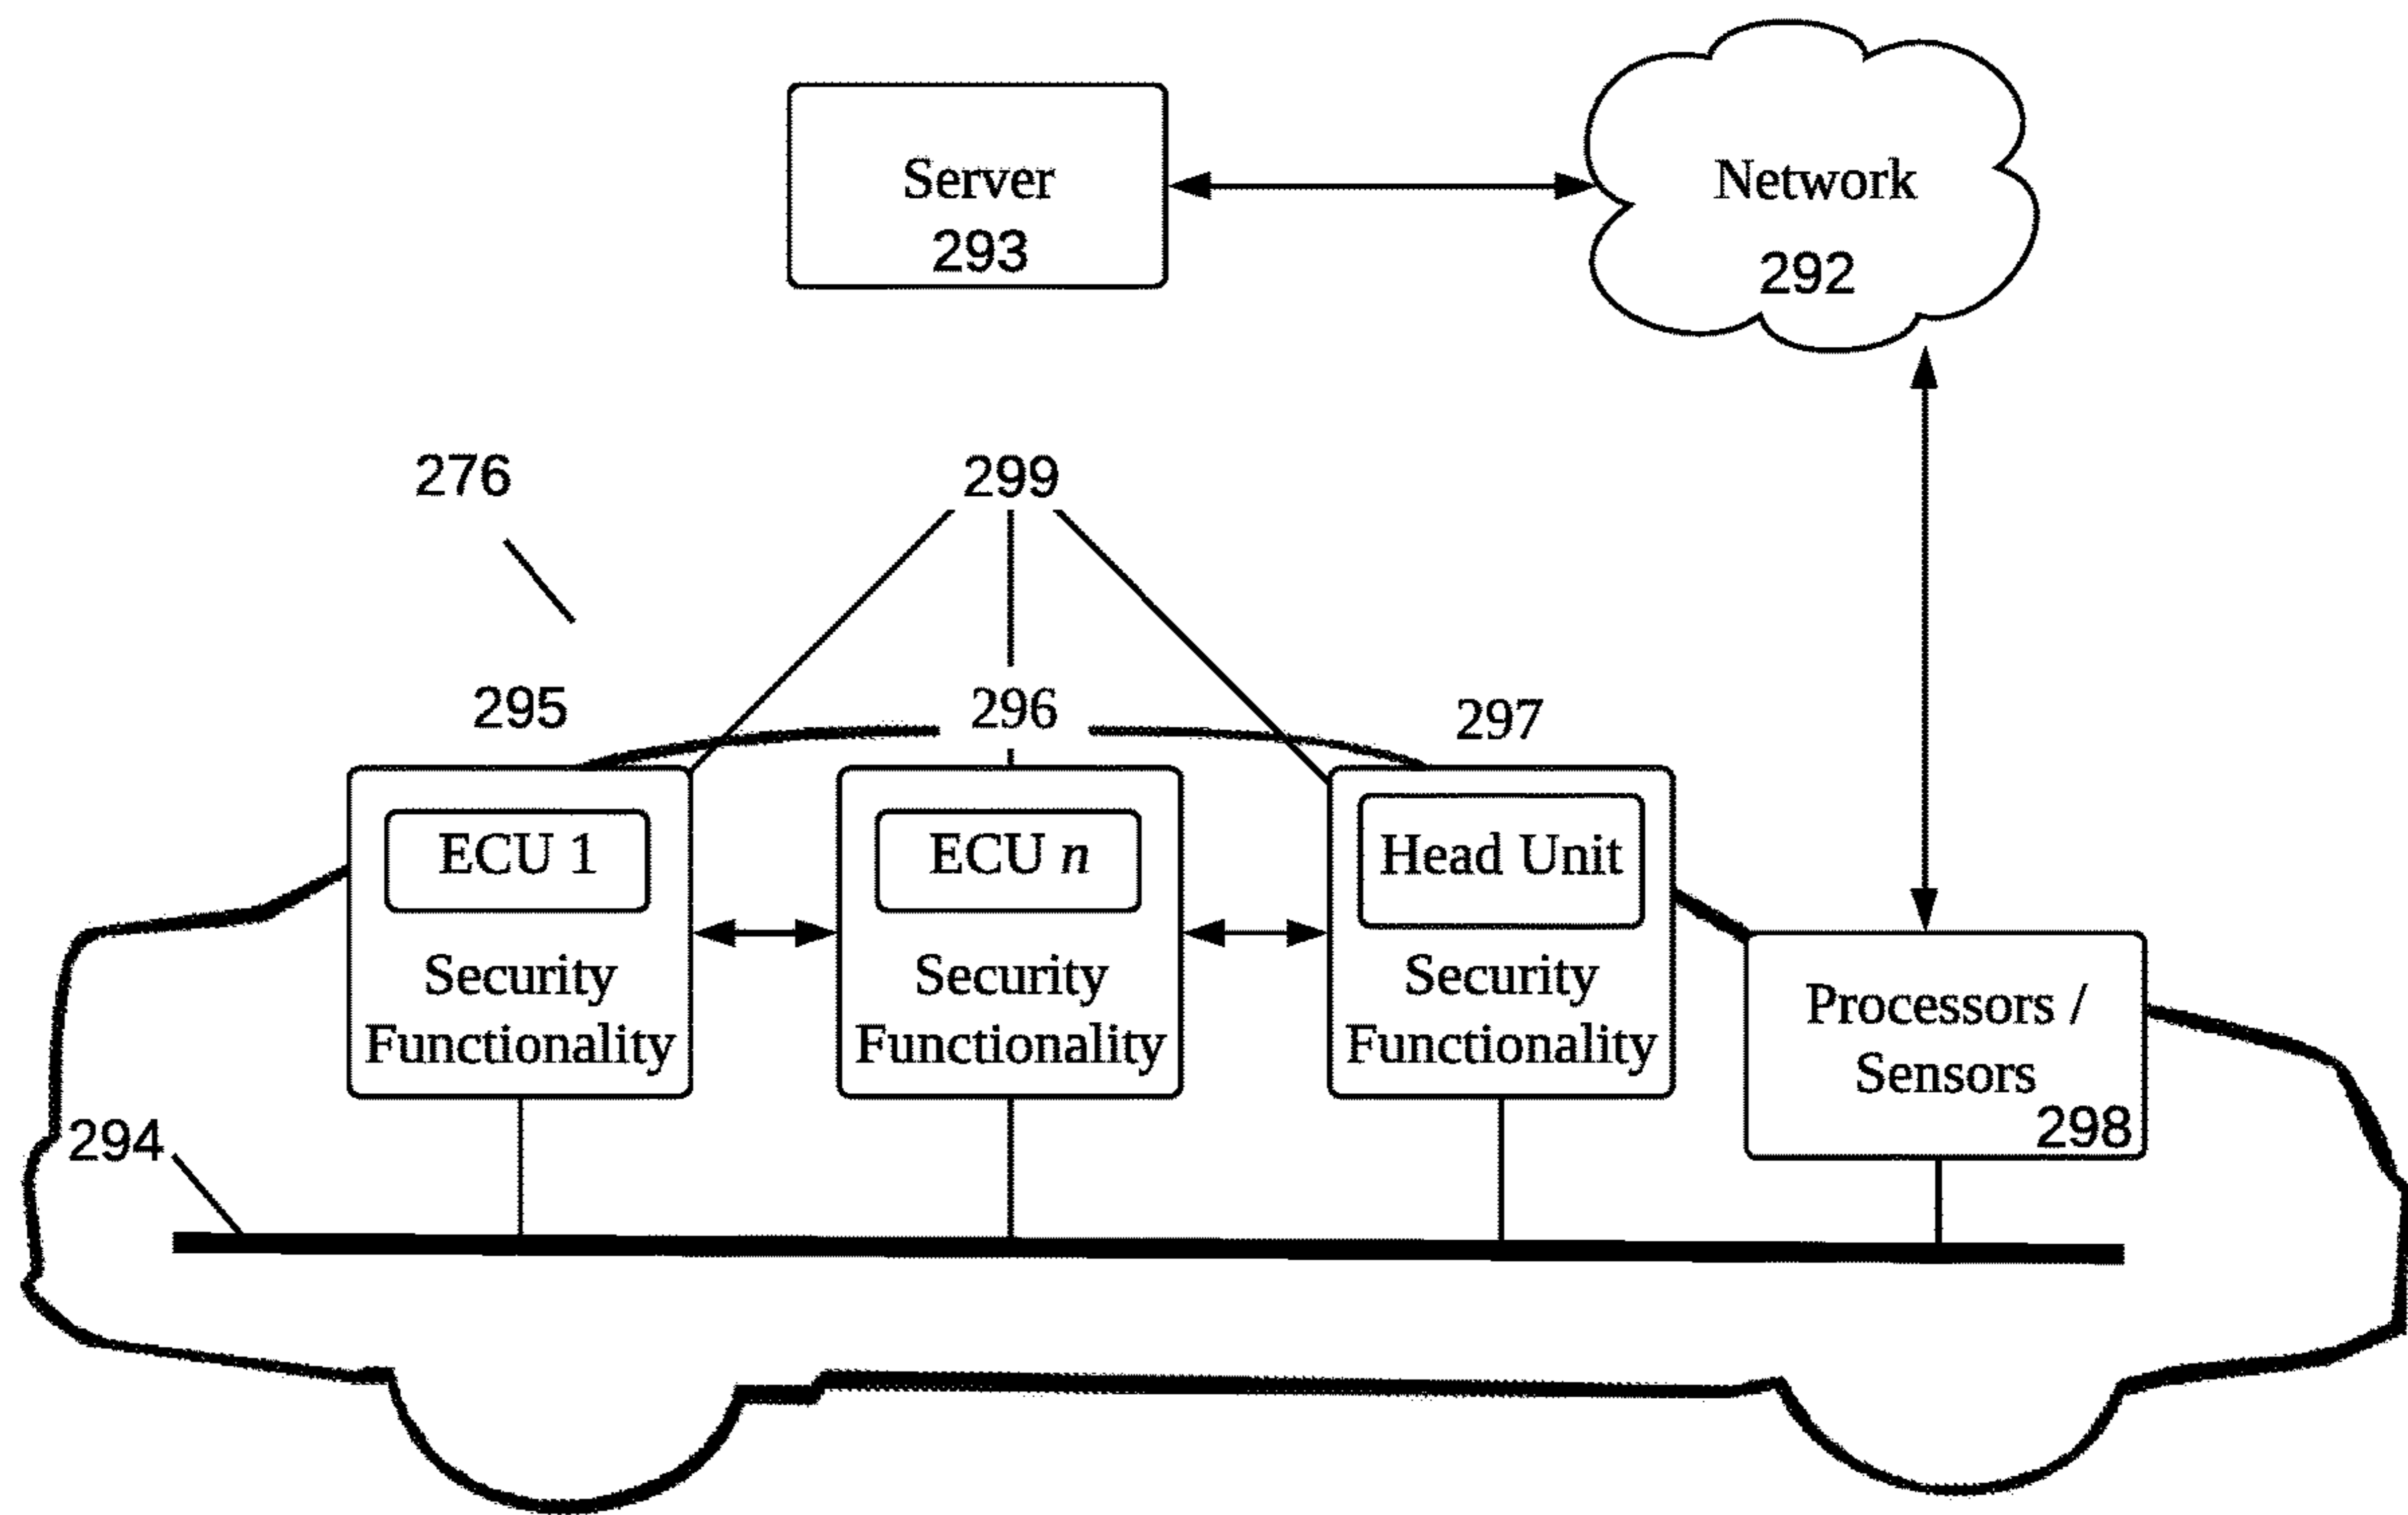 Server
293
Network
292
276
299
295
296
297
ECU 1
Security
Functionality
ECU n
Security
Functionality
Head Unit
Security
Functionality
Processors /
Sensors
298
294